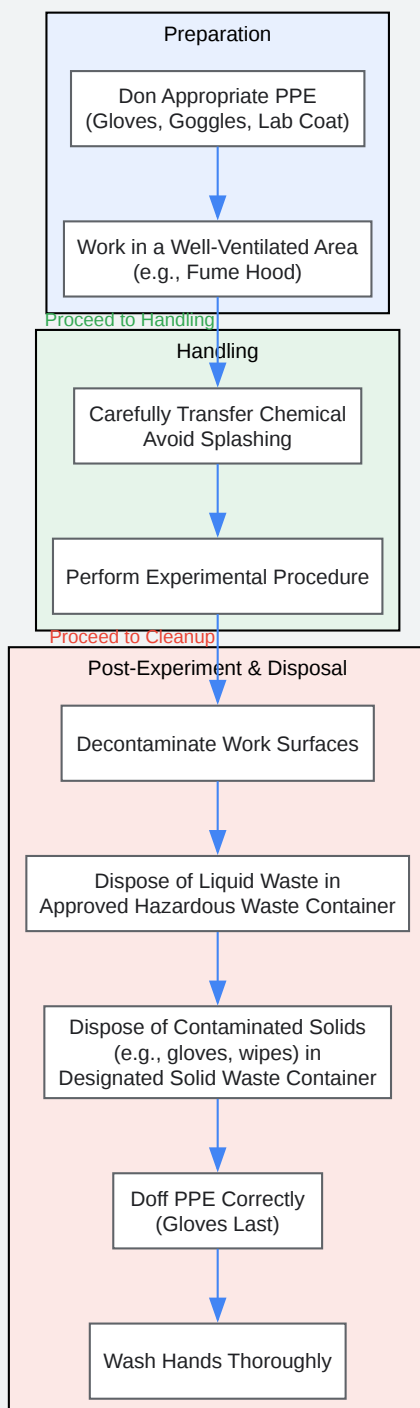 Preparation
Don Appropriate PPE
(Gloves, Goggles, Lab Coat)
Work in a Well-Ventilated Area
(e.g., Fume Hood)
Proceed to Handling
Handling
Carefully Transfer Chemical
Avoid Splashing
Perform Experimental Procedure
Proceed to Cleanup
Post-Experiment & Disposal
Decontaminate Work Surfaces
Dispose of Liquid Waste in
Approved Hazardous Waste Container
Dispose of Contaminated Solids
(e.g., gloves, wipes) in
Designated Solid Waste Container
Doff PPE Correctly
(Gloves Last)
Wash Hands Thoroughly